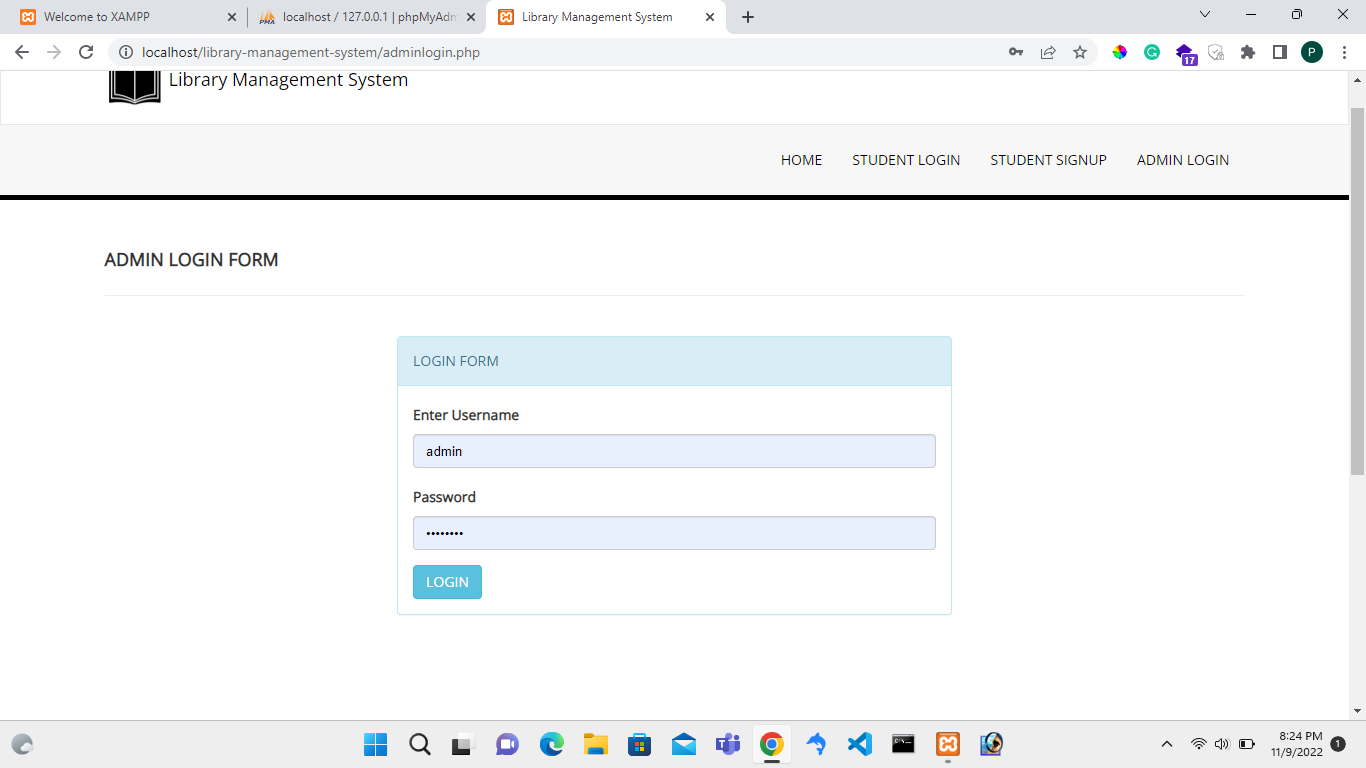 Welcome to XAMPP
localhost / 127.0.0.1 | phpMyAdm
Library Management System
localhost/library-management-system/adminlogin.php
17
P
Library Management System
HOME STUDENT LOGIN STUDENT SIGNUP ADMIN LOGIN
ADMIN LOGIN FORM
LOGIN FORM
Enter Username
admin
Password
••••••••
LOGIN
8:24 PM
11/9/2022
1